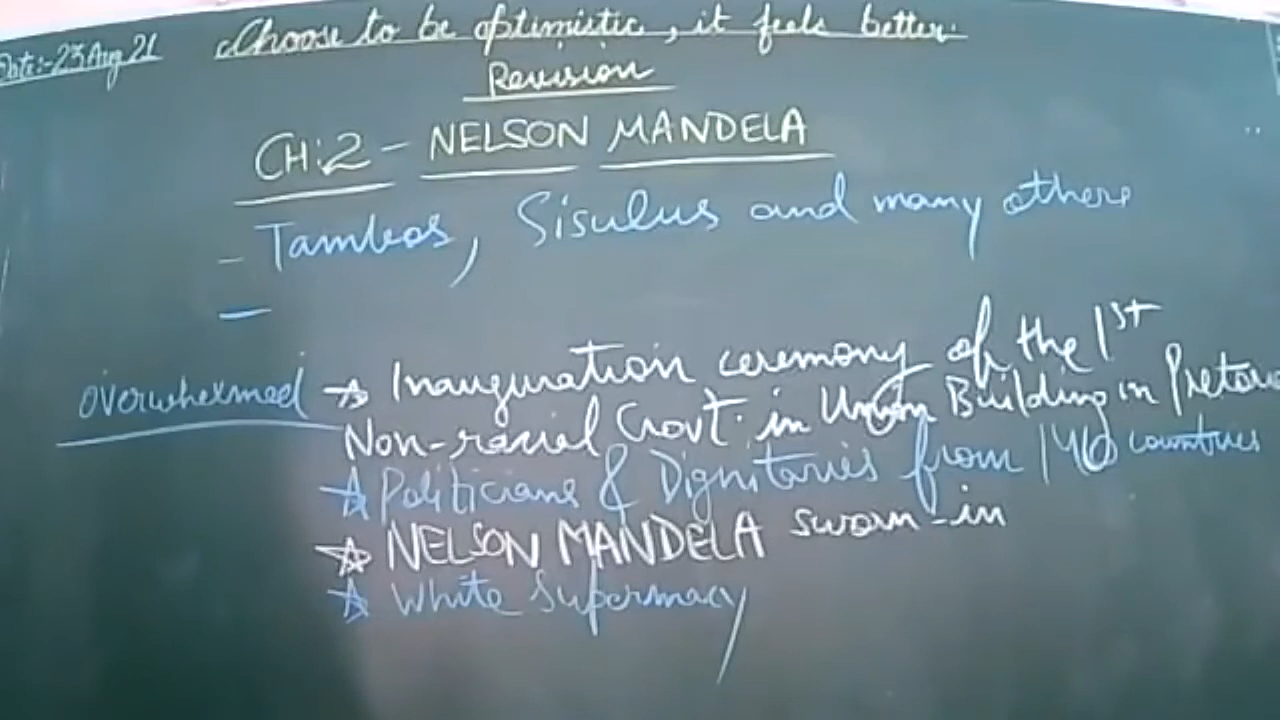 Date:- 23 Aug 21 Choose to be optimistic, it feels better.
Revision
CH:2 - NELSON MANDELA
- Tambos, Sisulus and many others
-
overwhelmed → Inauguration ceremony of the 1st
Non-racial Govt. in Union Building in Pretoria
☆ Politicians & Dignitaries from 140 countries
☆ NELSON MANDELA sworn-in
☆ White Supermacy